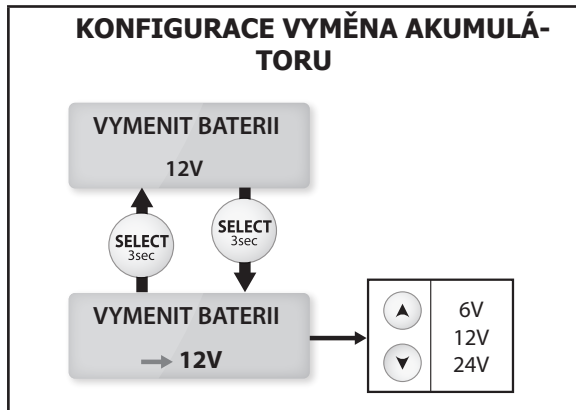 KONFIGURACE VYMĚNA AKUMULÁ-
TORU
VYMENIT BATERII
12V
SELECT
3sec
SELECT
3sec
VYMENIT BATERII
→ 12V
6V
12V
24V